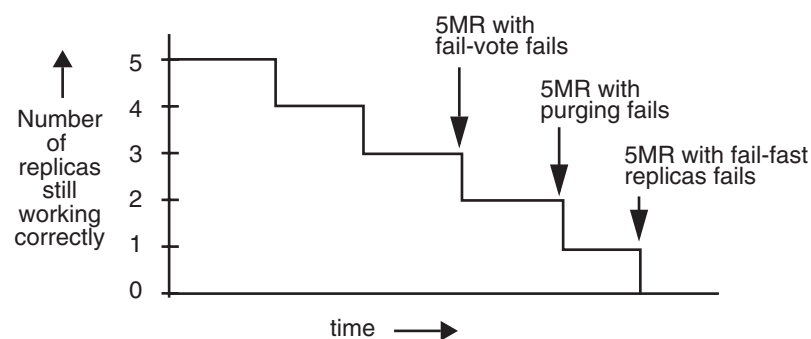 5MR with
fail-vote fails
5MR with
purging fails
5MR with fail-fast
replicas fails
Number
of
replicas
still
working
correctly
5
4
3
2
1
0
time